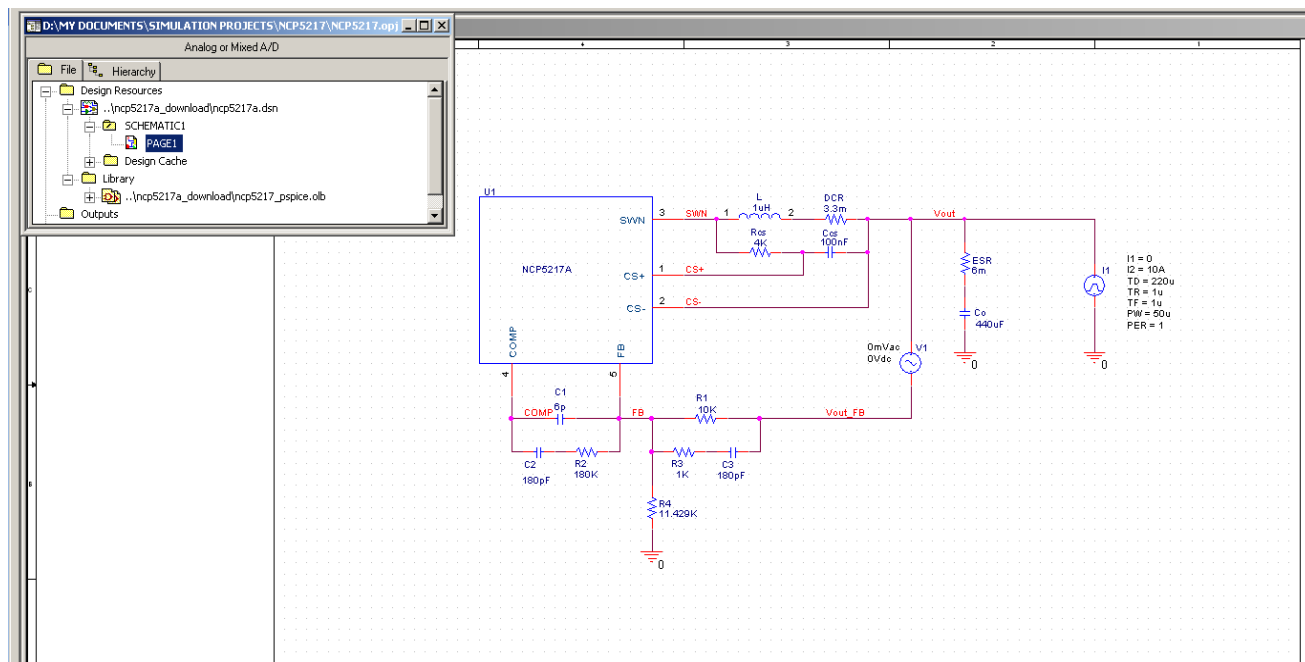 D:\MY DOCUMENTS\SIMULATION PROJECTS\NCP5217\NCP5217.opj
Analog or Mixed A/D
File Hierarchy
Design Resources
..\ncp5217a_download\ncp5217a.dsn
SCHEMATIC1
PAGE1
Design Cache
Library
..\ncp5217a_download\ncp5217_pspice.olb
Outputs
4 3 2 1
U1
NCP5217A
SWN 3 SWN
CS+ 1 CS+
CS- 2 CS-
COMP
4
FB
5
L
1 1uH 2
DCR
3.3m
Rcs
4K
Ccs
100nF
Vout
ESR
6m
Co
440uF
0
I1
0
I1 = 0
I2 = 10A
TD = 220u
TR = 1u
TF = 1u
PW = 50u
PER = 1
0mVac V1
0Vdc
C1
6p
COMP FB
R1
10K
Vout_FB
C2
180pF
R2
180K
R3
1K
C3
180pF
R4
11.429K
0